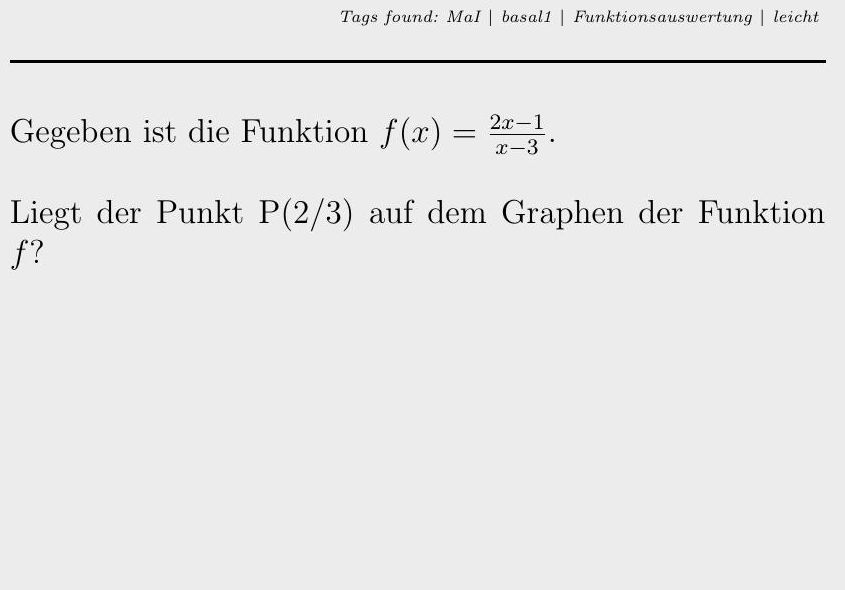 Tags found: MaI | basal1 | Funktionsauswertung | leicht
Gegeben ist die Funktion $f(x) = \frac{2x-1}{x-3}$.
Liegt der Punkt P(2/3) auf dem Graphen der Funktion
$f$?